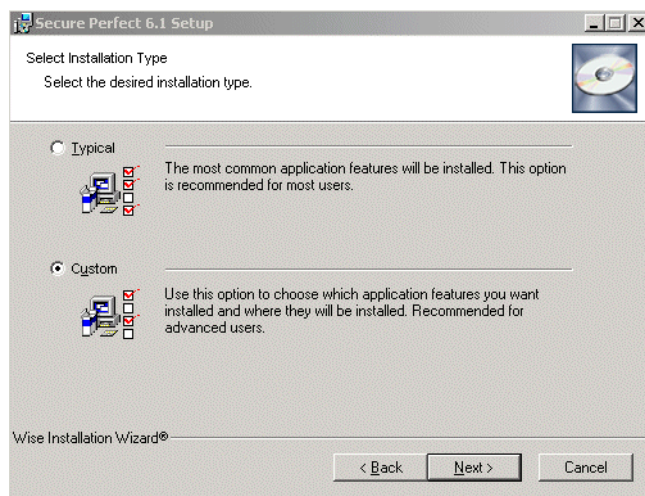 Secure Perfect 6.1 Setup
Select Installation Type
Select the desired installation type.
Typical
The most common application features will be installed. This option
is recommended for most users.
Custom
Use this option to choose which application features you want
installed and where they will be installed. Recommended for
advanced users.
Wise Installation Wizard®
< Back
Next >
Cancel